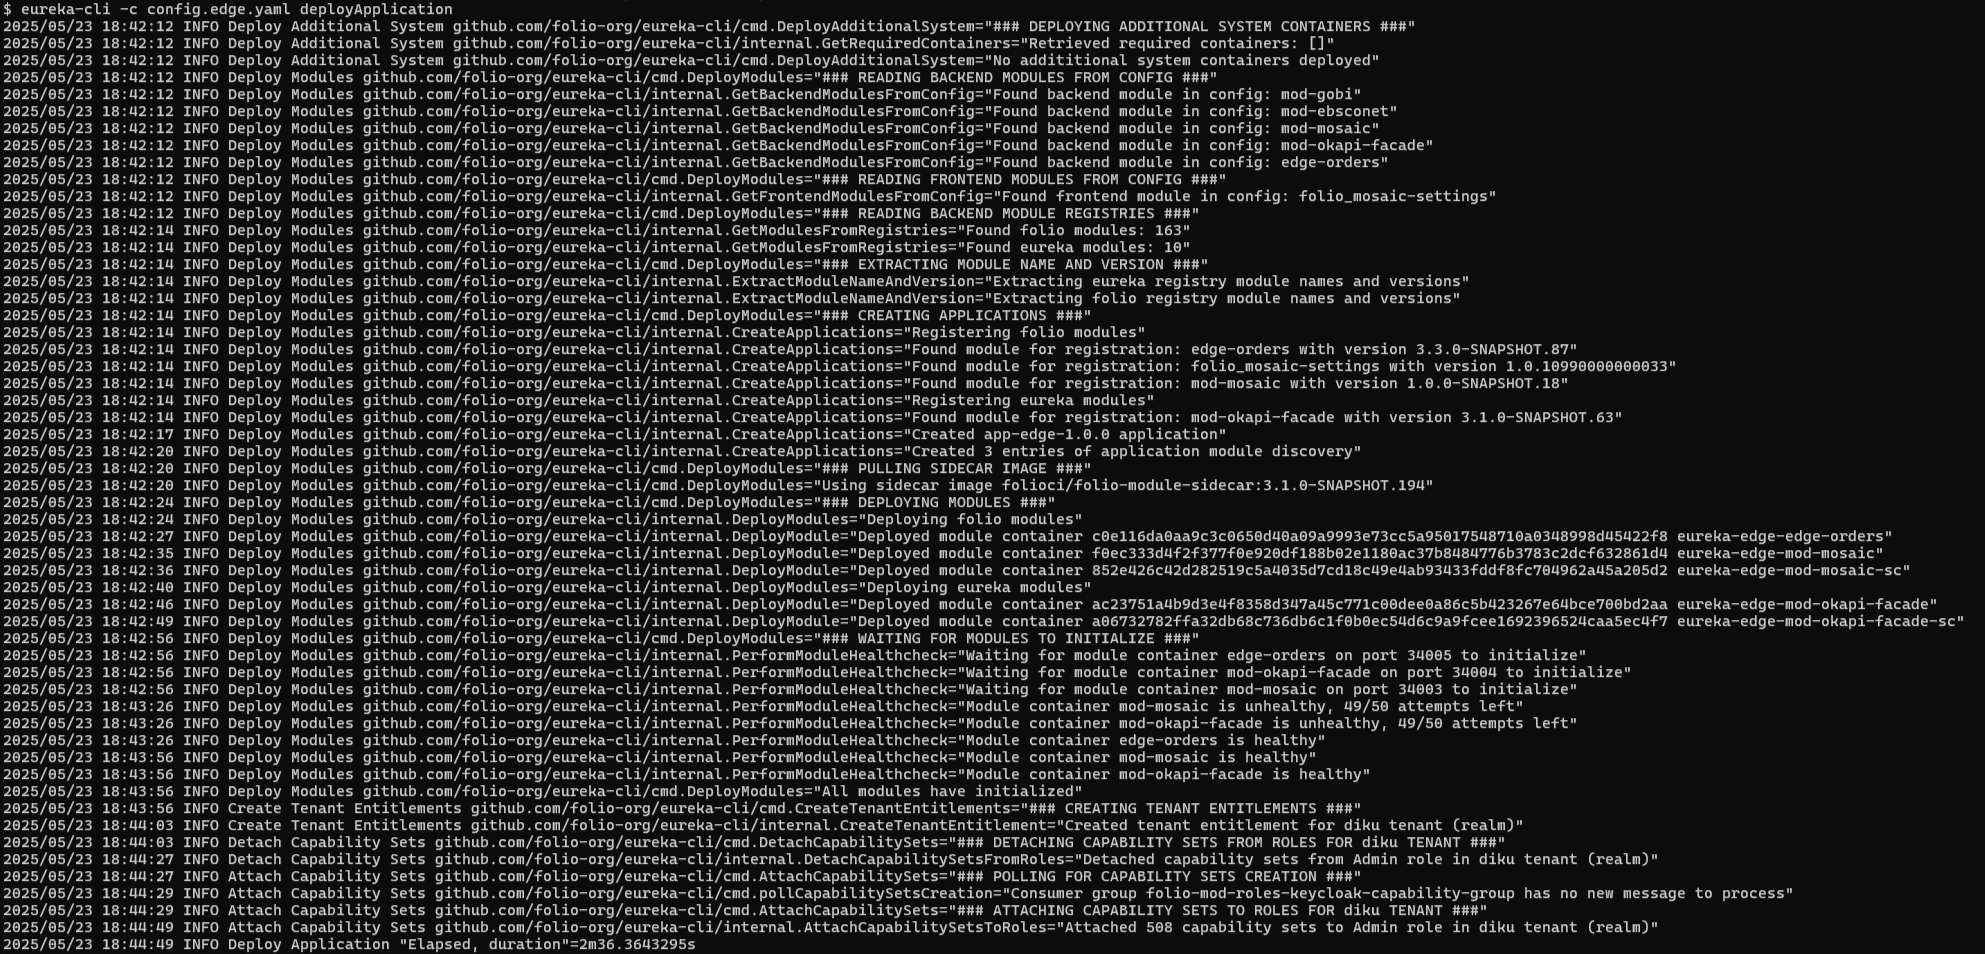 $ eureka-cli -c config.edge.yaml deployApplication
2025/05/23 18:42:12 INFO Deploy Additional System github.com/folio-org/eureka-cli/cmd.DeployAdditionalSystem="### DEPLOYING ADDITIONAL SYSTEM CONTAINERS ###"
2025/05/23 18:42:12 INFO Deploy Additional System github.com/folio-org/eureka-cli/internal.GetRequiredContainers="Retrieved required containers: []"
2025/05/23 18:42:12 INFO Deploy Additional System github.com/folio-org/eureka-cli/cmd.DeployAdditionalSystem="No addititional system containers deployed"
2025/05/23 18:42:12 INFO Deploy Modules github.com/folio-org/eureka-cli/cmd.DeployModules="### READING BACKEND MODULES FROM CONFIG ###"
2025/05/23 18:42:12 INFO Deploy Modules github.com/folio-org/eureka-cli/internal.GetBackendModulesFromConfig="Found backend module in config: mod-gobi"
2025/05/23 18:42:12 INFO Deploy Modules github.com/folio-org/eureka-cli/internal.GetBackendModulesFromConfig="Found backend module in config: mod-ebsconet"
2025/05/23 18:42:12 INFO Deploy Modules github.com/folio-org/eureka-cli/internal.GetBackendModulesFromConfig="Found backend module in config: mod-mosaic"
2025/05/23 18:42:12 INFO Deploy Modules github.com/folio-org/eureka-cli/internal.GetBackendModulesFromConfig="Found backend module in config: mod-okapi-facade"
2025/05/23 18:42:12 INFO Deploy Modules github.com/folio-org/eureka-cli/internal.GetBackendModulesFromConfig="Found backend module in config: edge-orders"
2025/05/23 18:42:12 INFO Deploy Modules github.com/folio-org/eureka-cli/cmd.DeployModules="### READING FRONTEND MODULES FROM CONFIG ###"
2025/05/23 18:42:12 INFO Deploy Modules github.com/folio-org/eureka-cli/internal.GetFrontendModulesFromConfig="Found frontend module in config: folio_mosaic-settings"
2025/05/23 18:42:12 INFO Deploy Modules github.com/folio-org/eureka-cli/cmd.DeployModules="### READING BACKEND MODULE REGISTRIES ###"
2025/05/23 18:42:14 INFO Deploy Modules github.com/folio-org/eureka-cli/internal.GetModulesFromRegistries="Found folio modules: 163"
2025/05/23 18:42:14 INFO Deploy Modules github.com/folio-org/eureka-cli/internal.GetModulesFromRegistries="Found eureka modules: 10"
2025/05/23 18:42:14 INFO Deploy Modules github.com/folio-org/eureka-cli/cmd.DeployModules="### EXTRACTING MODULE NAME AND VERSION ###"
2025/05/23 18:42:14 INFO Deploy Modules github.com/folio-org/eureka-cli/internal.ExtractModuleNameAndVersion="Extracting eureka registry module names and versions"
2025/05/23 18:42:14 INFO Deploy Modules github.com/folio-org/eureka-cli/internal.ExtractModuleNameAndVersion="Extracting folio registry module names and versions"
2025/05/23 18:42:14 INFO Deploy Modules github.com/folio-org/eureka-cli/cmd.DeployModules="### CREATING APPLICATIONS ###"
2025/05/23 18:42:14 INFO Deploy Modules github.com/folio-org/eureka-cli/internal.CreateApplications="Registering folio modules"
2025/05/23 18:42:14 INFO Deploy Modules github.com/folio-org/eureka-cli/internal.CreateApplications="Found module for registration: edge-orders with version 3.3.0-SNAPSHOT.87"
2025/05/23 18:42:14 INFO Deploy Modules github.com/folio-org/eureka-cli/internal.CreateApplications="Found module for registration: folio_mosaic-settings with version 1.0.10990000000033"
2025/05/23 18:42:14 INFO Deploy Modules github.com/folio-org/eureka-cli/internal.CreateApplications="Found module for registration: mod-mosaic with version 1.0.0-SNAPSHOT.18"
2025/05/23 18:42:14 INFO Deploy Modules github.com/folio-org/eureka-cli/internal.CreateApplications="Registering eureka modules"
2025/05/23 18:42:14 INFO Deploy Modules github.com/folio-org/eureka-cli/internal.CreateApplications="Found module for registration: mod-okapi-facade with version 3.1.0-SNAPSHOT.63"
2025/05/23 18:42:17 INFO Deploy Modules github.com/folio-org/eureka-cli/internal.CreateApplications="Created app-edge-1.0.0 application"
2025/05/23 18:42:20 INFO Deploy Modules github.com/folio-org/eureka-cli/internal.CreateApplications="Created 3 entries of application module discovery"
2025/05/23 18:42:20 INFO Deploy Modules github.com/folio-org/eureka-cli/cmd.DeployModules="### PULLING SIDECAR IMAGE ###"
2025/05/23 18:42:20 INFO Deploy Modules github.com/folio-org/eureka-cli/cmd.DeployModules="Using sidecar image folioci/folio-module-sidecar:3.1.0-SNAPSHOT.194"
2025/05/23 18:42:24 INFO Deploy Modules github.com/folio-org/eureka-cli/cmd.DeployModules="### DEPLOYING MODULES ###"
2025/05/23 18:42:24 INFO Deploy Modules github.com/folio-org/eureka-cli/internal.DeployModules="Deploying folio modules"
2025/05/23 18:42:27 INFO Deploy Modules github.com/folio-org/eureka-cli/internal.DeployModule="Deployed module container c0e116da0aa9c3c0650d40a09a9993e73cc5a95017548710a0348998d45422f8 eureka-edge-edge-orders"
2025/05/23 18:42:35 INFO Deploy Modules github.com/folio-org/eureka-cli/internal.DeployModule="Deployed module container f0ec333d4f2f377f0e920df188b02e1180ac37b8484776b3783c2dcf632861d4 eureka-edge-mod-mosaic"
2025/05/23 18:42:36 INFO Deploy Modules github.com/folio-org/eureka-cli/internal.DeployModule="Deployed module container 852e426c42d282519c5a4035d7cd18c49e4ab93433fddf8fc704962a45a205d2 eureka-edge-mod-mosaic-sc"
2025/05/23 18:42:40 INFO Deploy Modules github.com/folio-org/eureka-cli/internal.DeployModules="Deploying eureka modules"
2025/05/23 18:42:46 INFO Deploy Modules github.com/folio-org/eureka-cli/internal.DeployModule="Deployed module container ac23751a4b9d3e4f8358d347a45c771c00dee0a86c5b423267e64bce700bd2aa eureka-edge-mod-okapi-facade"
2025/05/23 18:42:49 INFO Deploy Modules github.com/folio-org/eureka-cli/internal.DeployModule="Deployed module container a06732782ffa32db68c736db6c1f0b0ec54d6c9a9fcee1692396524caa5ec4f7 eureka-edge-mod-okapi-facade-sc"
2025/05/23 18:42:56 INFO Deploy Modules github.com/folio-org/eureka-cli/cmd.DeployModules="### WAITING FOR MODULES TO INITIALIZE ###"
2025/05/23 18:42:56 INFO Deploy Modules github.com/folio-org/eureka-cli/internal.PerformModuleHealthcheck="Waiting for module container edge-orders on port 34005 to initialize"
2025/05/23 18:42:56 INFO Deploy Modules github.com/folio-org/eureka-cli/internal.PerformModuleHealthcheck="Waiting for module container mod-okapi-facade on port 34004 to initialize"
2025/05/23 18:42:56 INFO Deploy Modules github.com/folio-org/eureka-cli/internal.PerformModuleHealthcheck="Waiting for module container mod-mosaic on port 34003 to initialize"
2025/05/23 18:43:26 INFO Deploy Modules github.com/folio-org/eureka-cli/internal.PerformModuleHealthcheck="Module container mod-mosaic is unhealthy, 49/50 attempts left"
2025/05/23 18:43:26 INFO Deploy Modules github.com/folio-org/eureka-cli/internal.PerformModuleHealthcheck="Module container mod-okapi-facade is unhealthy, 49/50 attempts left"
2025/05/23 18:43:26 INFO Deploy Modules github.com/folio-org/eureka-cli/internal.PerformModuleHealthcheck="Module container edge-orders is healthy"
2025/05/23 18:43:56 INFO Deploy Modules github.com/folio-org/eureka-cli/internal.PerformModuleHealthcheck="Module container mod-mosaic is healthy"
2025/05/23 18:43:56 INFO Deploy Modules github.com/folio-org/eureka-cli/internal.PerformModuleHealthcheck="Module container mod-okapi-facade is healthy"
2025/05/23 18:43:56 INFO Deploy Modules github.com/folio-org/eureka-cli/cmd.DeployModules="All modules have initialized"
2025/05/23 18:43:56 INFO Create Tenant Entitlements github.com/folio-org/eureka-cli/cmd.CreateTenantEntitlements="### CREATING TENANT ENTITLEMENTS ###"
2025/05/23 18:44:03 INFO Create Tenant Entitlements github.com/folio-org/eureka-cli/internal.CreateTenantEntitlement="Created tenant entitlement for diku tenant (realm)"
2025/05/23 18:44:03 INFO Detach Capability Sets github.com/folio-org/eureka-cli/cmd.DetachCapabilitySets="### DETACHING CAPABILITY SETS FROM ROLES FOR diku TENANT ###"
2025/05/23 18:44:27 INFO Detach Capability Sets github.com/folio-org/eureka-cli/internal.DetachCapabilitySetsFromRoles="Detached capability sets from Admin role in diku tenant (realm)"
2025/05/23 18:44:27 INFO Attach Capability Sets github.com/folio-org/eureka-cli/cmd.AttachCapabilitySets="### POLLING FOR CAPABILITY SETS CREATION ###"
2025/05/23 18:44:29 INFO Attach Capability Sets github.com/folio-org/eureka-cli/cmd.pollCapabilitySetsCreation="Consumer group folio-mod-roles-keycloak-capability-group has no new message to process"
2025/05/23 18:44:29 INFO Attach Capability Sets github.com/folio-org/eureka-cli/cmd.AttachCapabilitySets="### ATTACHING CAPABILITY SETS TO ROLES FOR diku TENANT ###"
2025/05/23 18:44:49 INFO Attach Capability Sets github.com/folio-org/eureka-cli/internal.AttachCapabilitySetsToRoles="Attached 508 capability sets to Admin role in diku tenant (realm)"
2025/05/23 18:44:49 INFO Deploy Application "Elapsed, duration"=2m36.3643295s